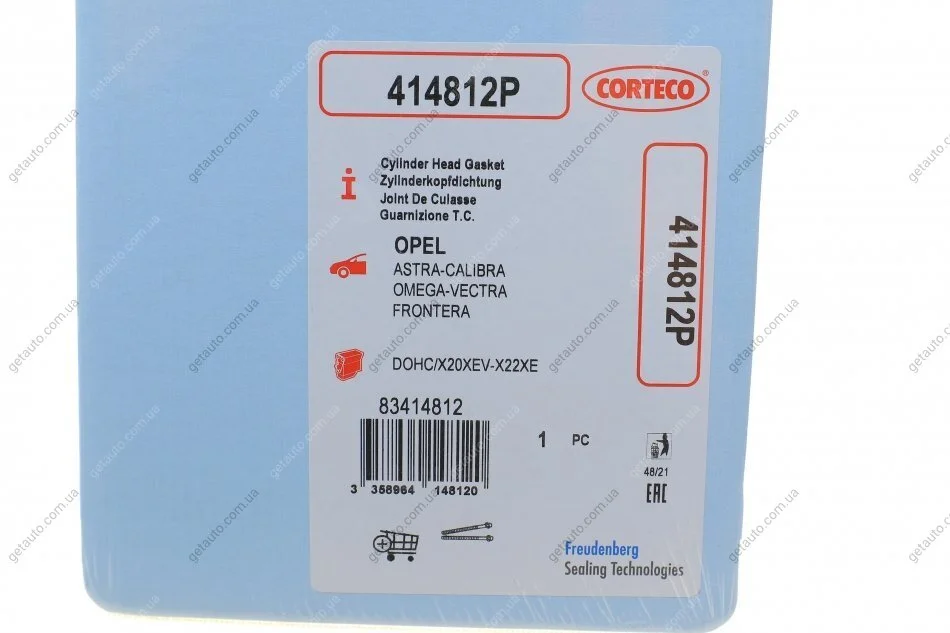 414812P
CORTECO®
Cylinder Head Gasket
Zylinderkopfdichtung
Joint De Culasse
Guarnizione T.C.
OPEL
ASTRA-CALiBRA
OMEGA-VECTRA
FRONTERA
414812P
DOHC/X20XEV-X22XE
83414812
1 PC
3 358964 148120
48/21
EAC
Freudenberg
Sealing Technologies
getauto.com.ua